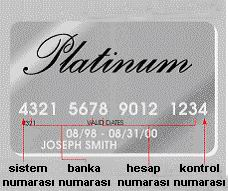 Platinum
4321 5678 9012 1234
4321 VALID DATES
08/98 - 08/31/00
JOSEPH SMITH
sistem banka hesap kontrol
numarası numarası numarası numarası